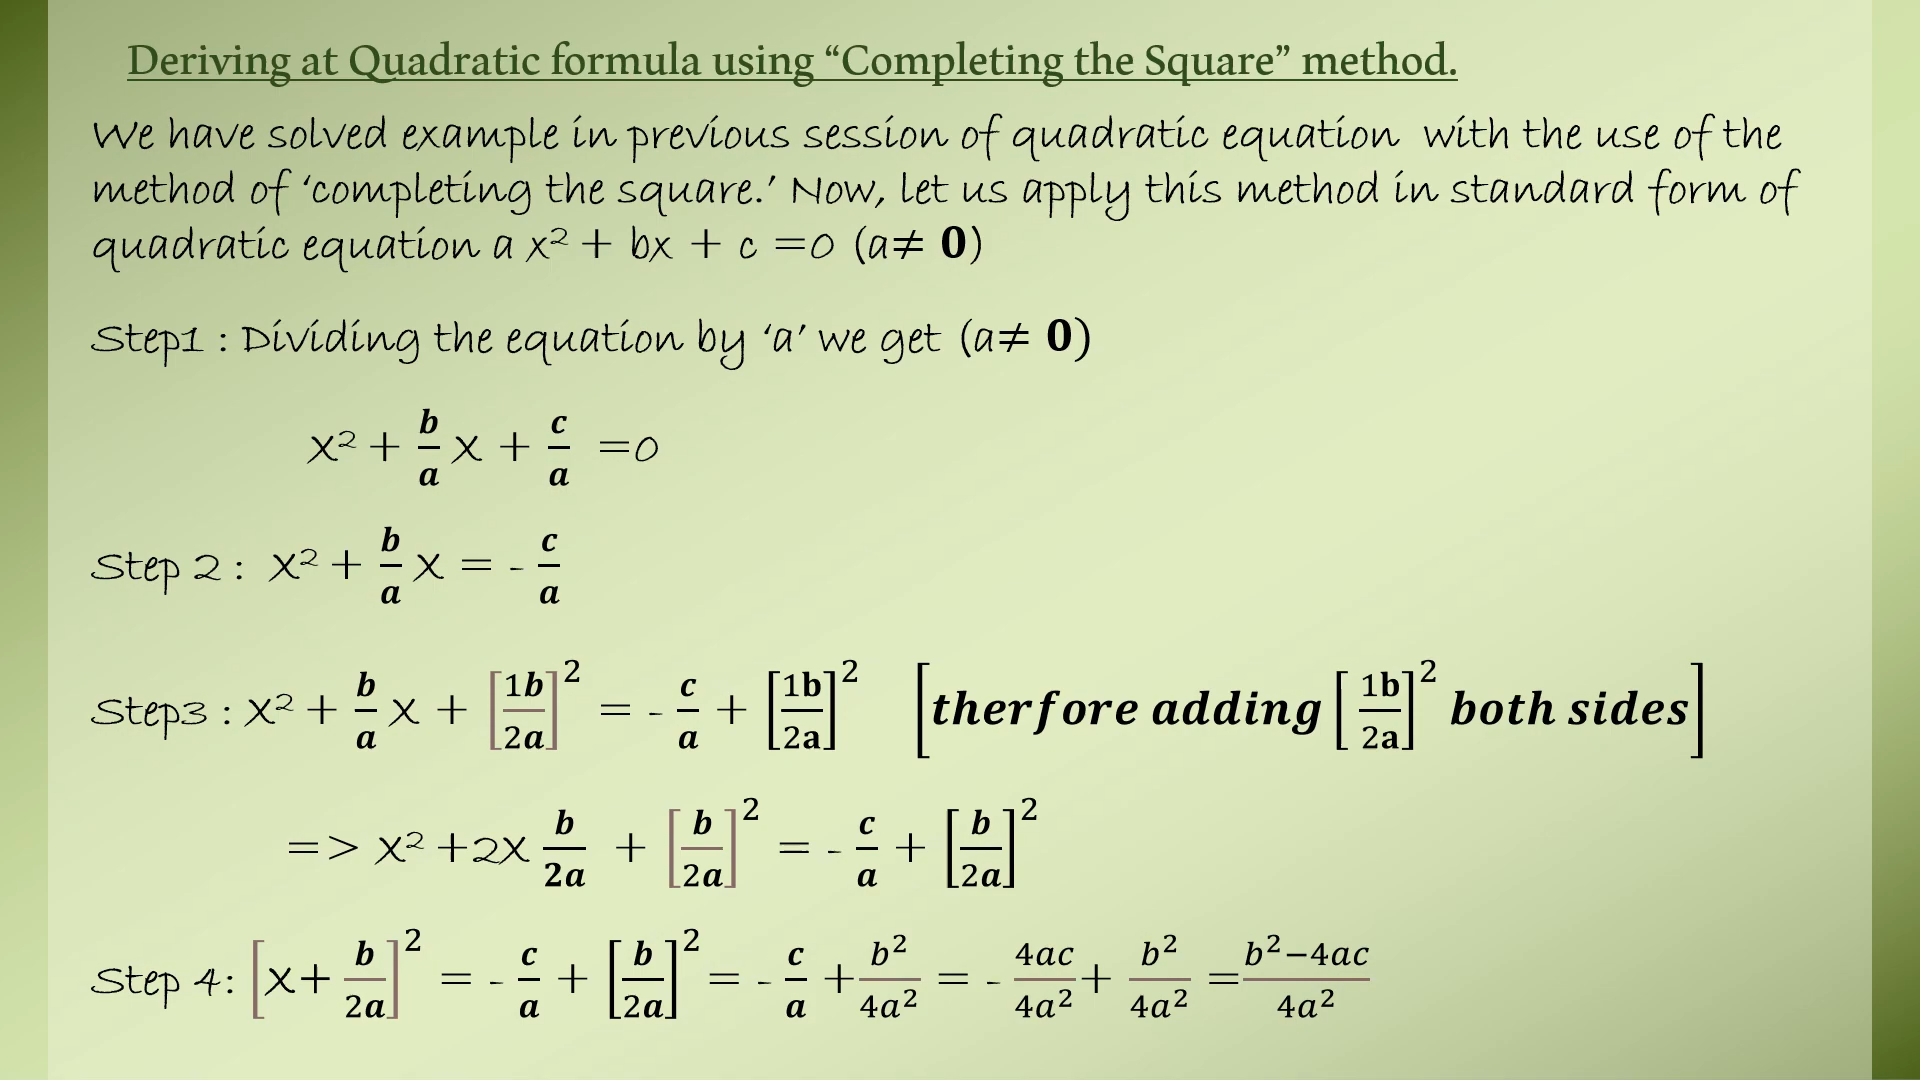 Deriving at Quadratic formula using “Completing the Square” method.
We have solved example in previous session of quadratic equation with the use of the
method of ‘completing the square.’ Now, let us apply this method in standard form of
quadratic equation a x² + bx + c =0 (a≠ 0)
Step1 : Dividing the equation by ‘a’ we get (a≠ 0)
x² + b/a x + c/a =0
Step 2 : x² + b/a x = - c/a
Step3 : x² + b/a x + [1b/2a]² = - c/a + [1b/2a]² [therfore adding [1b/2a]² both sides]
=> x² +2x b/2a + [b/2a]² = - c/a + [b/2a]²
Step 4: [x+ b/2a]² = - c/a + [b/2a]² = - c/a + b²/4a² = - 4ac/4a² + b²/4a² = b²−4ac/4a²